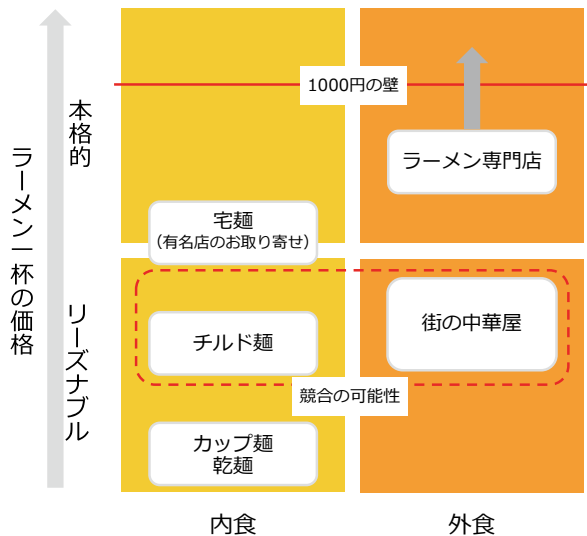 1000円の壁
本格的
ラーメン専門店
ラーメン一杯の価格
宅麺
（有名店のお取り寄せ）
リーズナブル
チルド麺
街の中華屋
競合の可能性
カップ麺
乾麺
内食
外食